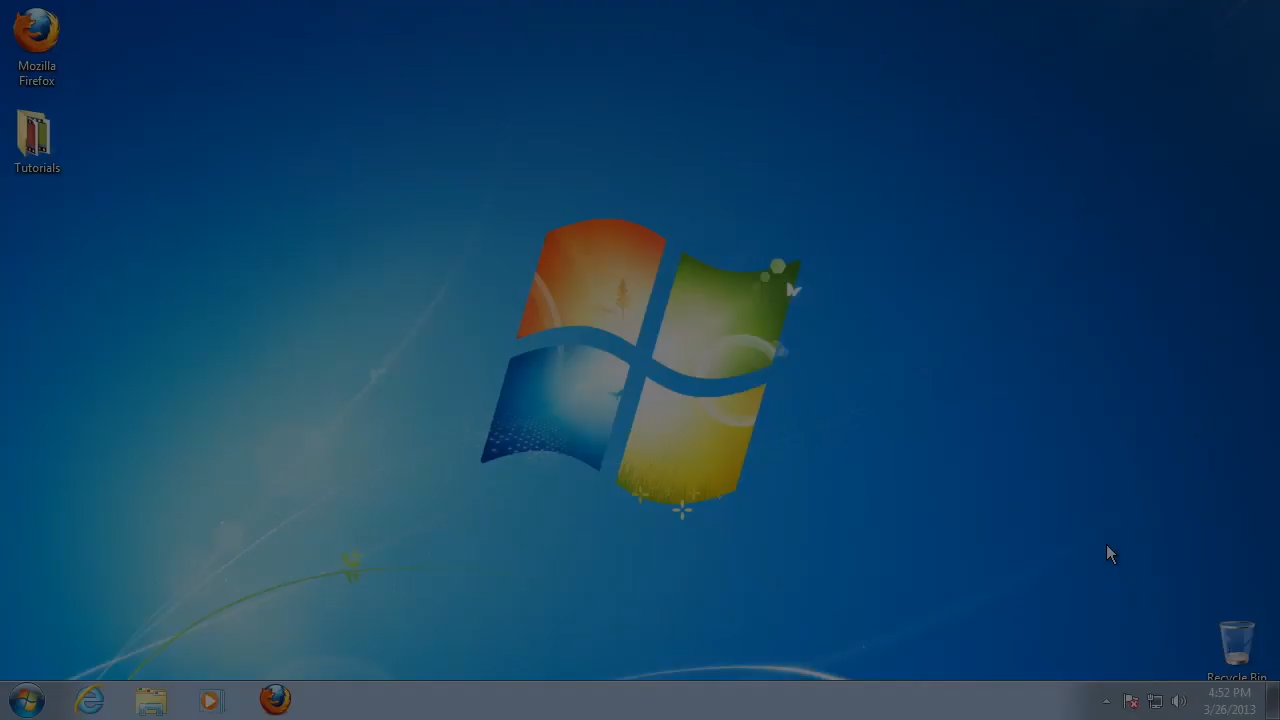 Mozilla
Firefox
Tutorials
Recycle Bin
4:52 PM
3/26/2013